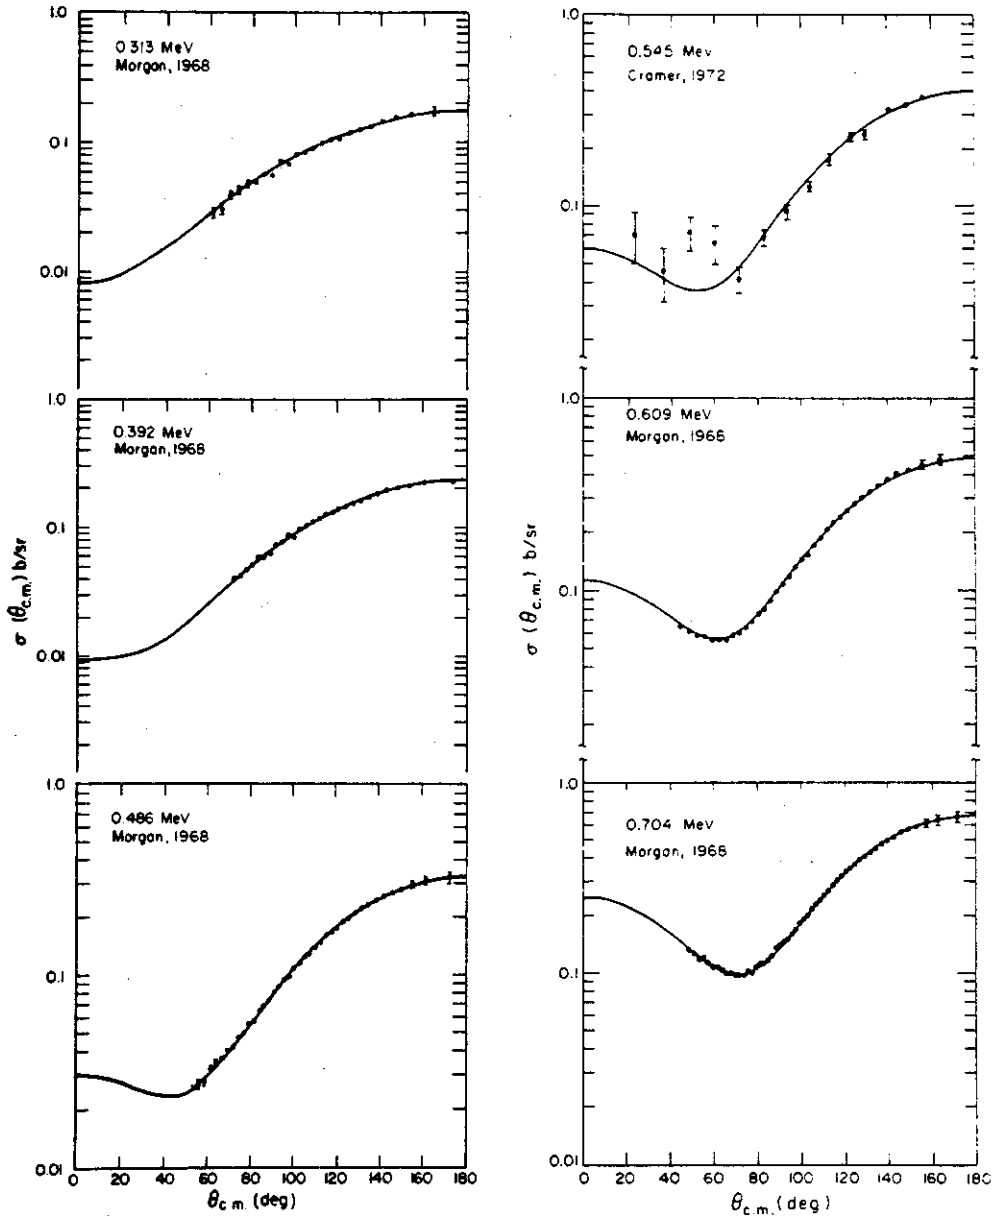 1.0
0.313 MeV
Morgan, 1968
0.1
0.01
1.0
0.392 MeV
Morgan, 1968
0.1
0.01
σ (θc.m.) b/sr
1.0
0.486 MeV
Morgan, 1968
0.1
0.01
0 20 40 60 80 100 120 140 160 180
θc.m. (deg)
1.0
0.545 MeV
Cramer, 1972
0.1
1.0
0.609 MeV
Morgan, 1968
0.1
σ (θc.m.) b/sr
1.0
0.704 MeV
Morgan, 1968
0.1
0.01
0 20 40 60 80 100 120 140 160 180
θc.m. (deg)